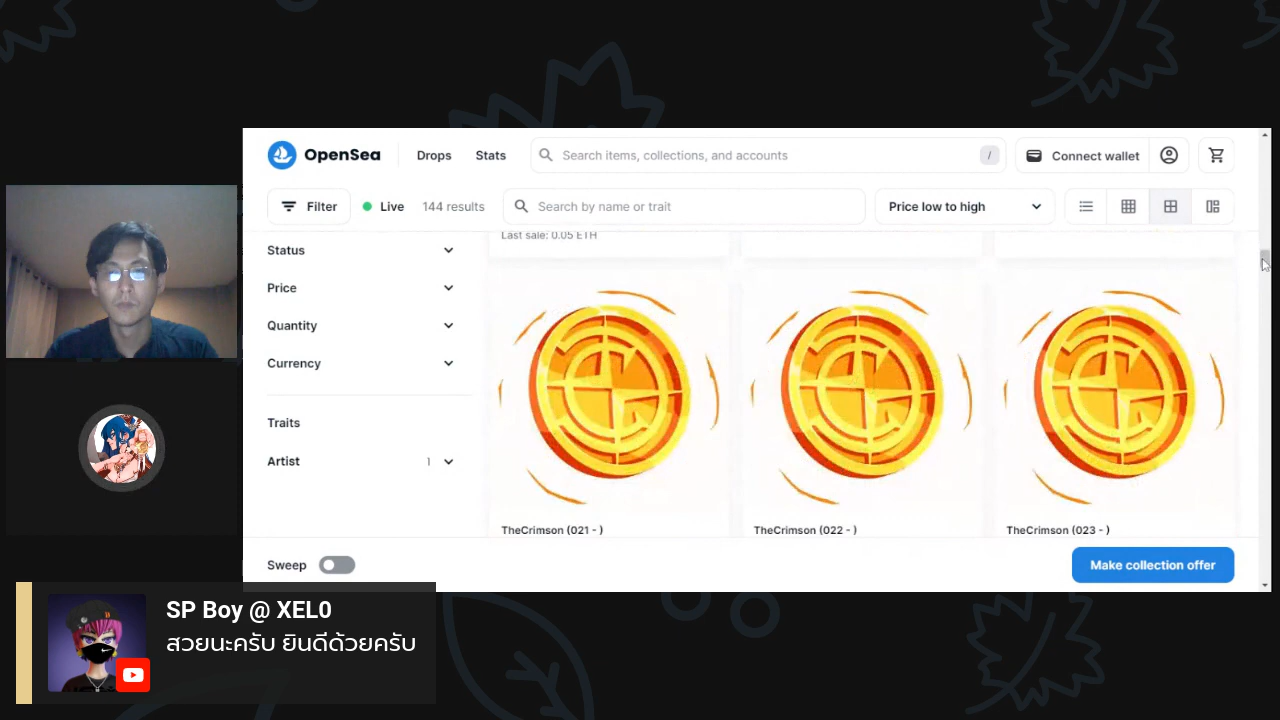 OpenSea
Drops
Stats
Search items, collections, and accounts
/
Connect wallet
Filter
Live
144 results
Search by name or trait
Price low to high
Status
Price
Quantity
Currency
Traits
Artist
1
Last sale: 0.05 ETH
TheCrimson (021 - )
TheCrimson (022 - )
TheCrimson (023 - )
Sweep
Make collection offer
SP Boy @ XEL0
สวยนะครับ ยินดีด้วยครับ